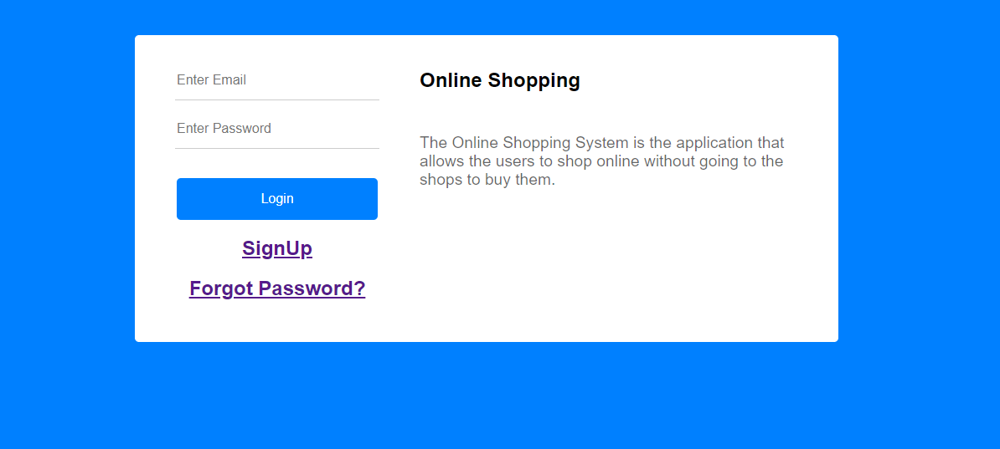 Enter Email
Enter Password
Login
SignUp
Forgot Password?
Online Shopping
The Online Shopping System is the application that
allows the users to shop online without going to the
shops to buy them.